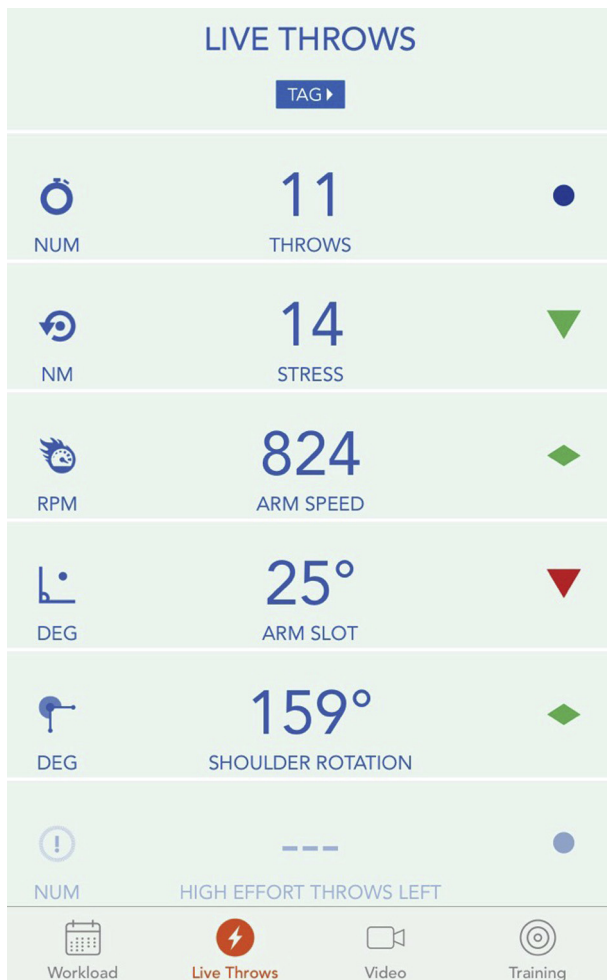 LIVE THROWS
TAG
11
NUM THROWS
14
NM STRESS
824
RPM ARM SPEED
25°
DEG ARM SLOT
159°
DEG SHOULDER ROTATION
! ---
NUM HIGH EFFORT THROWS LEFT
Workload Live Throws Video Training